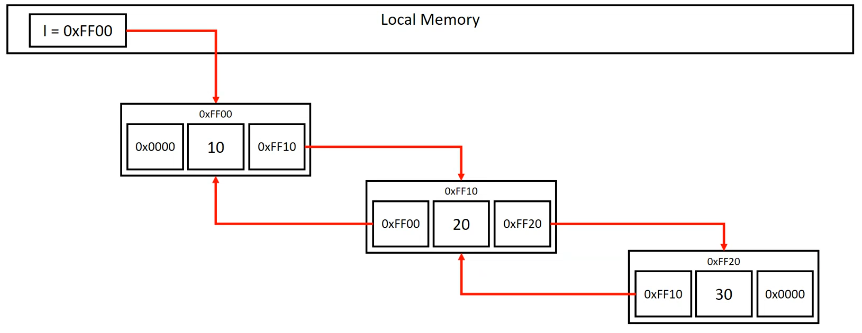 Local Memory
I = 0xFF00
0xFF00
0x0000 10 0xFF10
0xFF10
0xFF00 20 0xFF20
0xFF20
0xFF10 30 0x0000